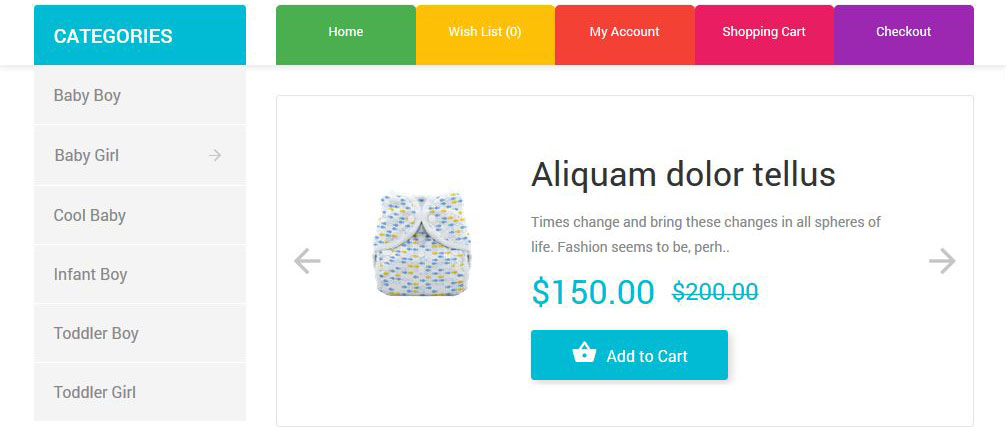 CATEGORIES
Home
Wish List (0)
My Account
Shopping Cart
Checkout
Baby Boy
Baby Girl
Cool Baby
Infant Boy
Toddler Boy
Toddler Girl
Aliquam dolor tellus
Times change and bring these changes in all spheres of
life. Fashion seems to be, perh..
$150.00 $200.00
Add to Cart